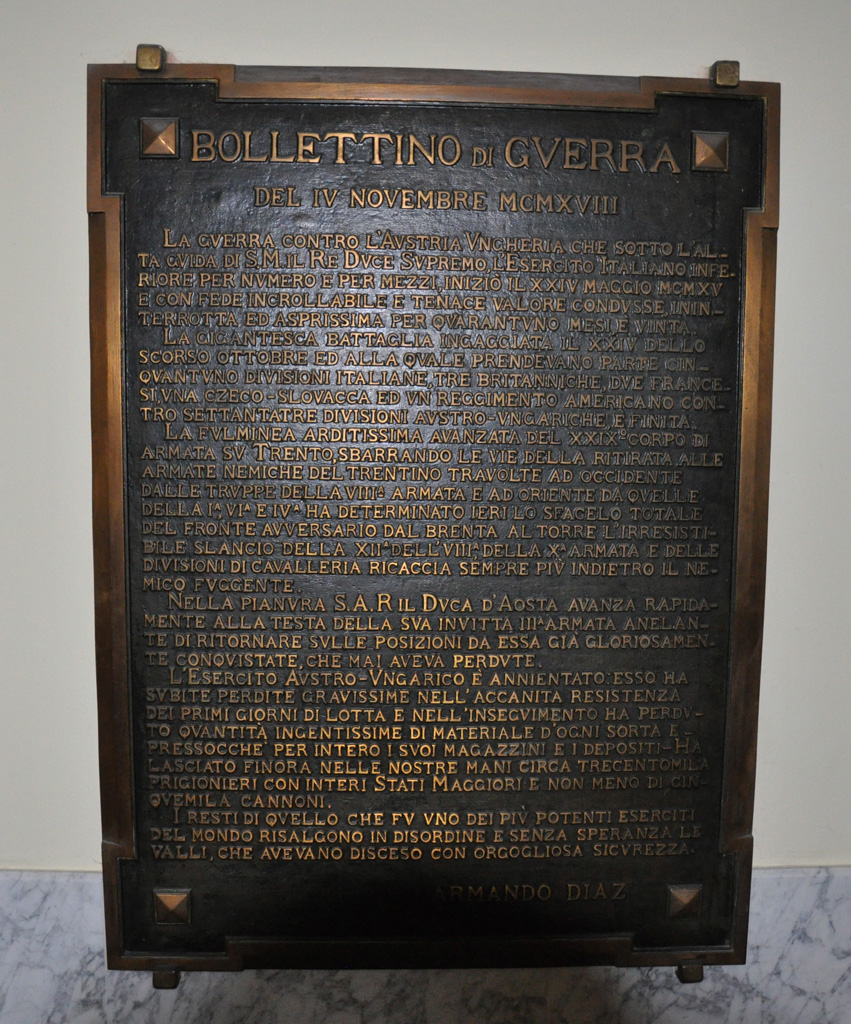 BOLLETTINO DI GVERRA
DEL IV NOVEMBRE MCMXVIII
LA GVERRA CONTRO L'AVSTRIA VNGHERIA CHE SOTTO L'AL-
TA GVIDA DI S.M. IL RE DVCE SVPREMO, L'ESERCITO ITALIANO INFE-
RIORE PER NVMERO E PER MEZZI, INIZIÒ IL XXIV MAGGIO MCMXV
E CON FEDE INCROLLABILE E TENACE VALORE CONDVSSE, ININ-
TERROTTA ED ASPRISSIMA PER QVARANTVNO MESI E VINTA.
LA GIGANTESCA BATTAGLIA INGAGGIATA IL XXIV DELLO
SCORSO OTTOBRE ED ALLA QVALE PRENDEVANO PARTE CIN-
QVANTVNO DIVISIONI ITALIANE, TRE BRITANNICHE, DVE FRANCE-
SI, VNA CZECO-SLOVACCA ED VN REGGIMENTO AMERICANO CON-
TRO SETTANTATRE DIVISIONI AVSTRO-VNGARICHE, E FINITA.
LA FVLMINEA ARDITISSIMA AVANZATA DEL XXIXº CORPO DI
ARMATA SV TRENTO, SBARRANDO LE VIE DELLA RITIRATA ALLE
ARMATE NEMICHE DEL TRENTINO TRAVOLTE AD OCCIDENTE
DALLE TRVPPE DELLA VIIIª ARMATA E AD ORIENTE DA QVELLE
DELLA Iª VIª E IVª HA DETERMINATO IERI LO SFACELO TOTALE
DEL FRONTE AVVERSARIO DAL BRENTA AL TORRE L'IRRESISTI-
BILE SLANCIO DELLA XIIª DELL'VIIIª DELLA Xª ARMATA E DELLE
DIVISIONI DI CAVALLERIA RICACCIA SEMPRE PIV INDIETRO IL NE-
MICO FVGGENTE.
NELLA PIANVRA S.A.R IL DVCA D'AOSTA AVANZA RAPIDA-
MENTE ALLA TESTA DELLA SVA INVITTA IIIª ARMATA ANELAN-
TE DI RITORNARE SVLLE POSIZIONI DA ESSA GIÀ GLORIOSAMEN-
TE CONQVISTATE, CHE MAI AVEVA PERDVTE.
L'ESERCITO AVSTRO-VNGARICO È ANNIENTATO: ESSO HA
SVBITE PERDITE GRAVISSIME NELL'ACCANITA RESISTENZA
DEI PRIMI GIORNI DI LOTTA E NELL'INSEGVIMENTO HA PERDV-
TO QVANTITÀ INGENTISSIME DI MATERIALE D'OGNI SORTA E
PRESSOCCHE' PER INTERO I SVOI MAGAZZINI E I DEPOSITI-HA
LASCIATO FINORA NELLE NOSTRE MANI CIRCA TRECENTOMILA
PRIGIONIERI CON INTERI STATI MAGGIORI E NON MENO DI CIN-
QVEMILA CANNONI.
I RESTI DI QVELLO CHE FV VNO DEI PIV POTENTI ESERCITI
DEL MONDO RISALGONO IN DISORDINE E SENZA SPERANZA LE
VALLI, CHE AVEVANO DISCESO CON ORGOGLIOSA SICVREZZA.
ARMANDO DIAZ